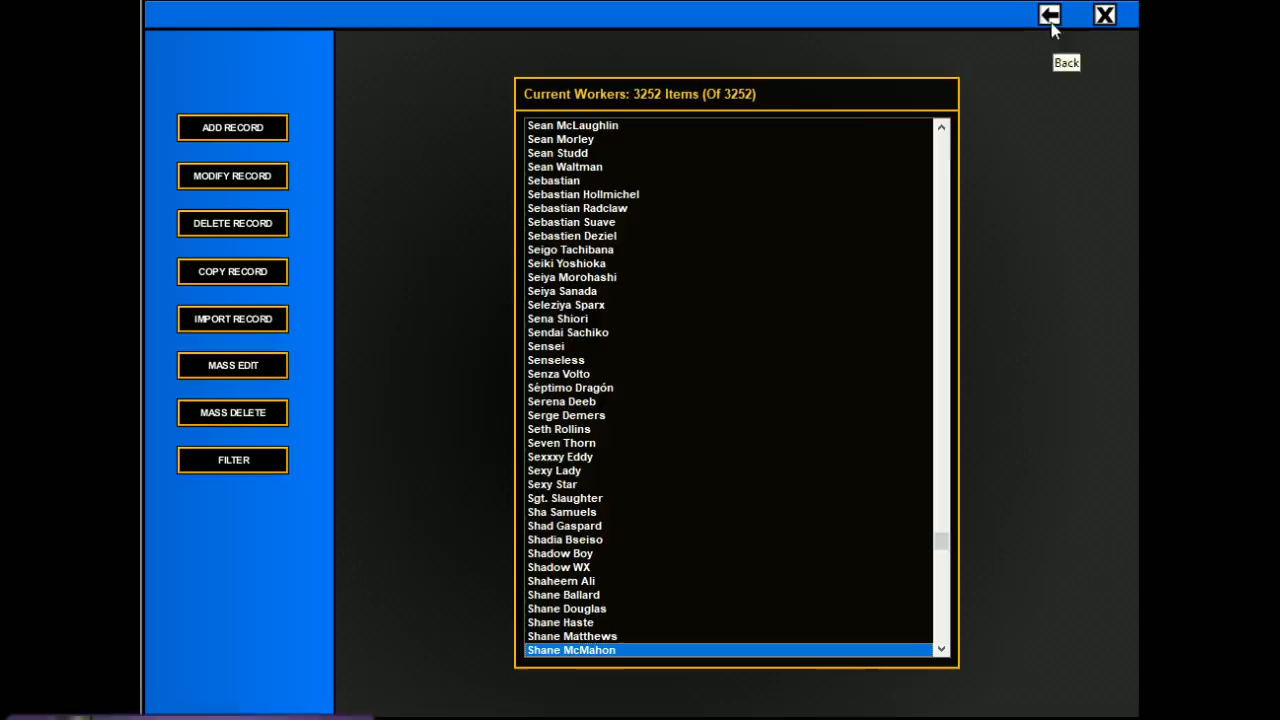 Back
Current Workers: 3252 Items (Of 3252)
ADD RECORD
MODIFY RECORD
DELETE RECORD
COPY RECORD
IMPORT RECORD
MASS EDIT
MASS DELETE
FILTER
Sean McLaughlin
Sean Morley
Sean Studd
Sean Waltman
Sebastian
Sebastian Hollmichel
Sebastian Radclaw
Sebastian Suave
Sebastien Deziel
Seigo Tachibana
Seiki Yoshioka
Seiya Morohashi
Seiya Sanada
Seleziya Sparx
Sena Shiori
Sendai Sachiko
Sensei
Senseless
Senza Volto
Séptimo Dragón
Serena Deeb
Serge Demers
Seth Rollins
Seven Thorn
Sexxxy Eddy
Sexy Lady
Sexy Star
Sgt. Slaughter
Sha Samuels
Shad Gaspard
Shadia Bseiso
Shadow Boy
Shadow WX
Shaheem Ali
Shane Ballard
Shane Douglas
Shane Haste
Shane Matthews
Shane McMahon